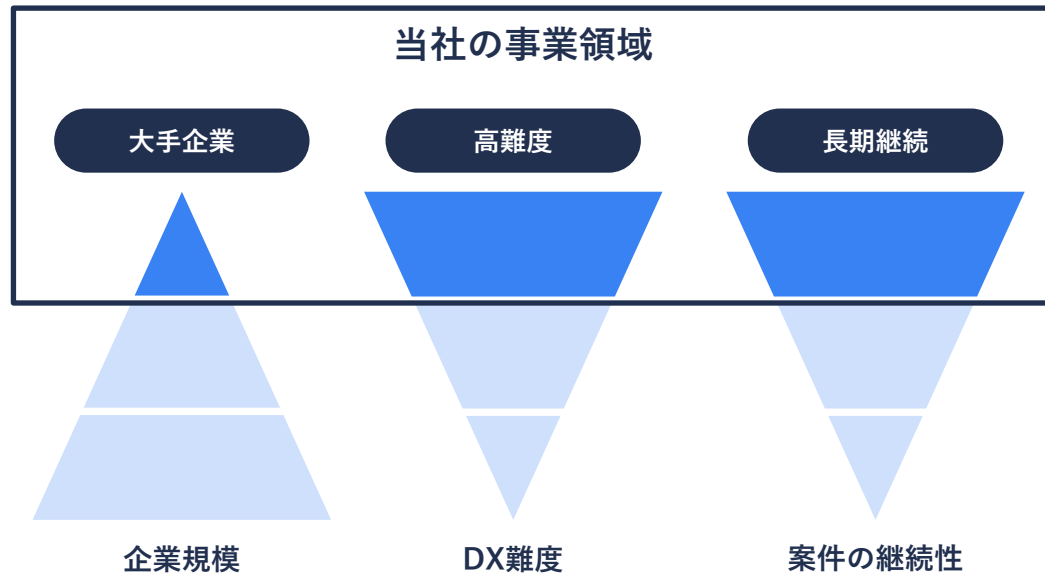 当社の事業領域
大手企業
高難度
長期継続
企業規模
DX難度
案件の継続性